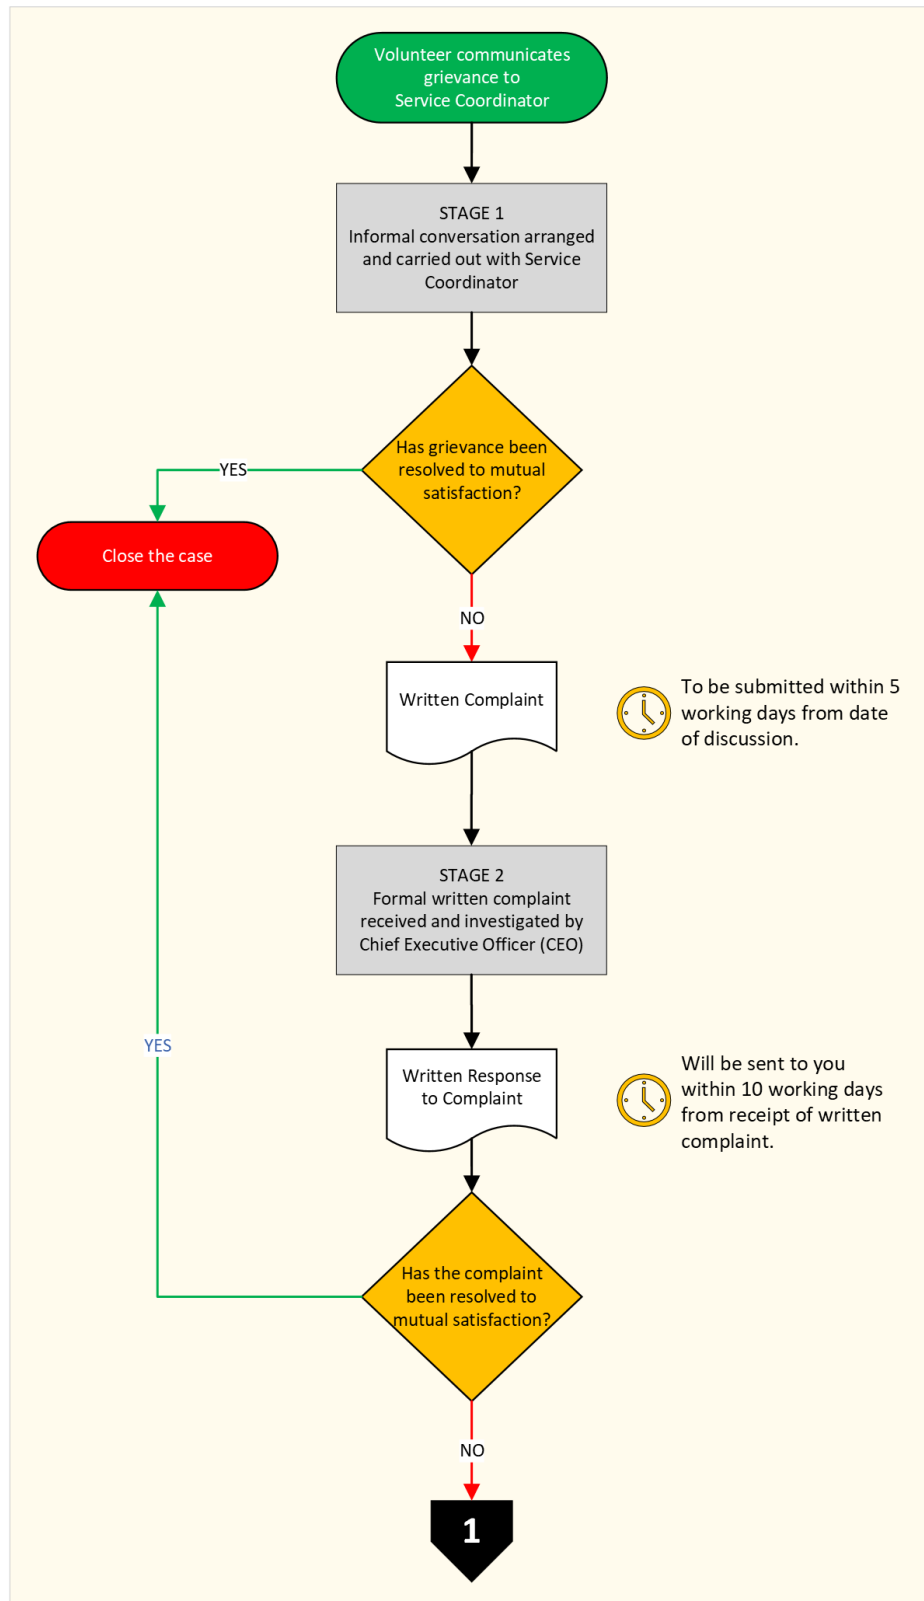 Volunteer communicates
grievance to
Service Coordinator
STAGE 1
Informal conversation arranged
and carried out with Service
Coordinator
Has grievance been
resolved to mutual
satisfaction?
YES
Close the case
NO
Written Complaint
To be submitted within 5
working days from date
of discussion.
STAGE 2
Formal written complaint
received and investigated by
Chief Executive Officer (CEO)
YES
Written Response
to Complaint
Will be sent to you
within 10 working days
from receipt of written
complaint.
Has the complaint
been resolved to
mutual satisfaction?
NO
1